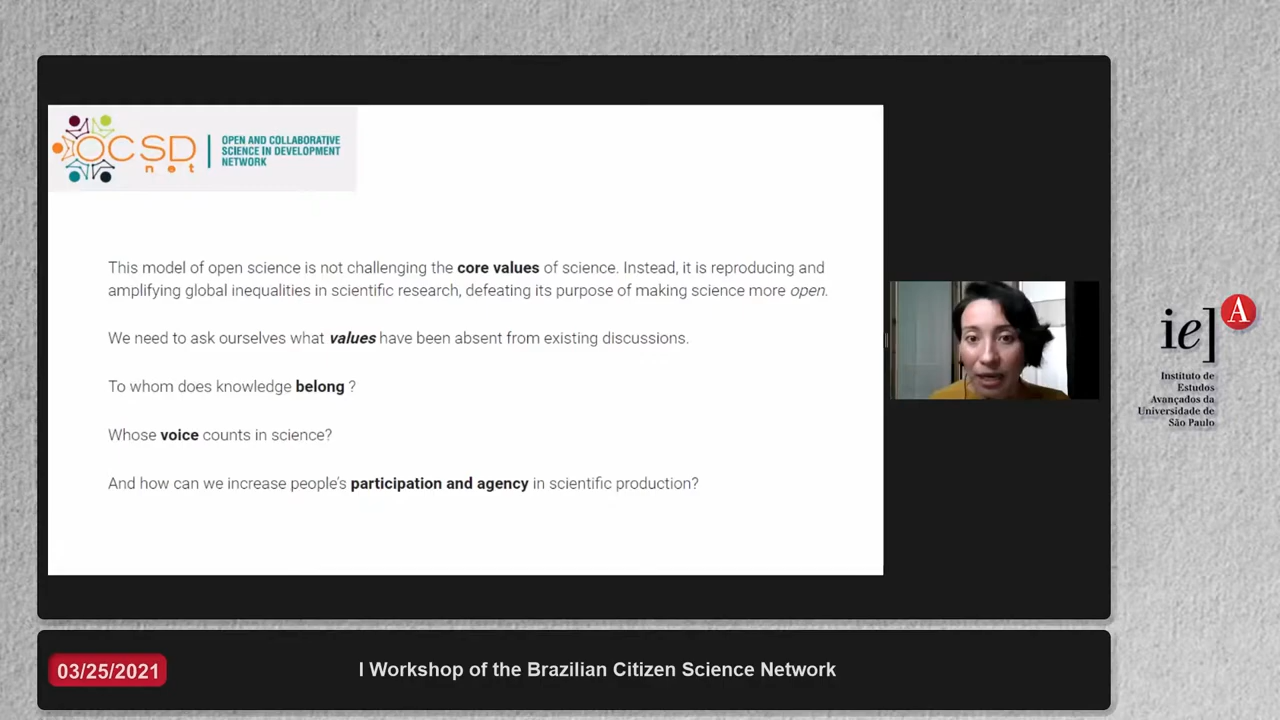 OCSD
net
OPEN AND COLLABORATIVE
SCIENCE IN DEVELOPMENT
NETWORK
This model of open science is not challenging the core values of science. Instead, it is reproducing and
amplifying global inequalities in scientific research, defeating its purpose of making science more open.
We need to ask ourselves what values have been absent from existing discussions.
To whom does knowledge belong ?
Whose voice counts in science?
And how can we increase people's participation and agency in scientific production?
ie] A
Instituto de
Estudos
Avançados da
Universidade de
São Paulo
03/25/2021
I Workshop of the Brazilian Citizen Science Network